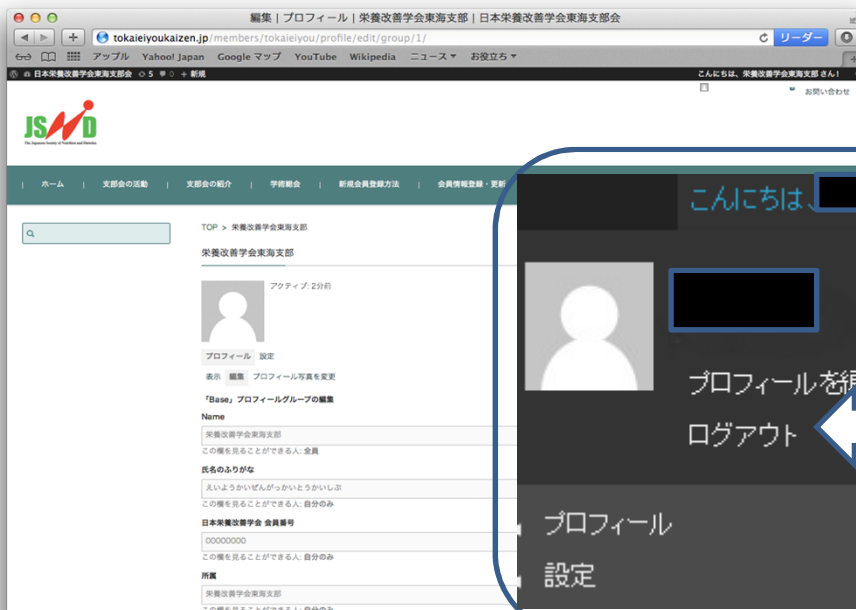 編集 | プロフィール | 栄養改善学会東海支部 | 日本栄養改善学会東海支部会
tokaieiyoukaizen.jp/members/tokaieiyou/profile/edit/group/1/
リーダー
アップル Yahoo! Japan Google マップ YouTube Wikipedia ニュース お役立ち
日本栄養改善学会東海支部会 5 0 + 新規
こんにちは、栄養改善学会東海支部 さん!
お問い合わせ
JSND
The Japanese Society of Nutrition and Dietetics
| ホーム | 支部会の活動 | 支部会の紹介 | 学術総会 | 新規会員登録方法 | 会員情報登録・更新
TOP > 栄養改善学会東海支部
栄養改善学会東海支部
アクティブ: 2分前
プロフィール 設定
表示 編集 プロフィール写真を変更
「Base」プロフィールグループの編集
Name
栄養改善学会東海支部
この欄を見ることができる人: 全員
氏名のふりがな
えいようかいぜんがっかいとうかいしぶ
この欄を見ることができる人: 自分のみ
日本栄養改善学会 会員番号
00000000
この欄を見ることができる人: 自分のみ
所属
栄養改善学会東海支部
この欄を見ることができる人: 自分のみ
こんにちは、
プロフィールを編
ログアウト
プロフィール
設定